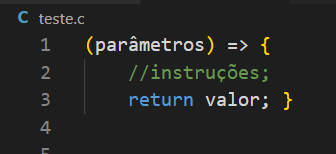 C teste.c
1 (parâmetros) => {
2 //instruções;
3 return valor; }
4
5